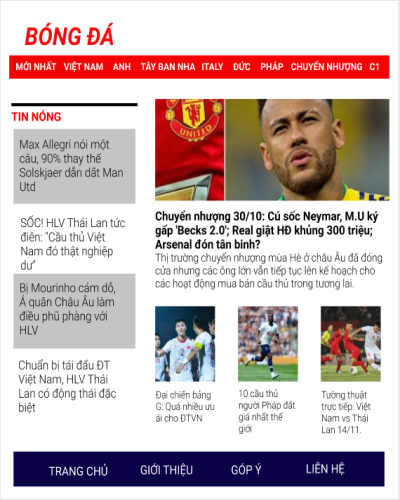 BÓNG ĐÁ
MỚI NHẤT VIỆT NAM ANH TÂY BAN NHA ITALY ĐỨC PHÁP CHUYỂN NHƯỢNG C1
TIN NÓNG
Max Allegri nói một
câu, 90% thay thế
Solskjaer dẫn dắt Man
Utd
SỐC! HLV Thái Lan tức
điên: "Cầu thủ Việt
Nam đó thật nghiệp
dư"
Bị Mourinho cám dỗ,
Á quân Châu Âu làm
điều phũ phàng với
HLV
Chuẩn bị tái đấu ĐT
Việt Nam, HLV Thái
Lan có động thái đặc
biệt
MANCHESTER
UNITED
Chuyển nhượng 30/10: Cú sốc Neymar, M.U ký
gấp 'Becks 2.0'; Real giật HĐ khủng 300 triệu;
Arsenal đón tân binh?
Thị trường chuyển nhượng mùa Hè ở châu Âu đã đóng
cửa nhưng các ông lớn vẫn tiếp tục lên kế hoạch cho
các hoạt động mua bán cầu thủ trong tương lai.
Đại chiến bảng
G: Quá nhiều ưu
ái cho ĐTVN
10 cầu thủ
người Pháp đắt
giá nhất thế
giới
Tường thuật
trực tiếp: Việt
Nam vs Thái
Lan 14/11.
TRANG CHỦ GIỚI THIỆU GÓP Ý LIÊN HỆ